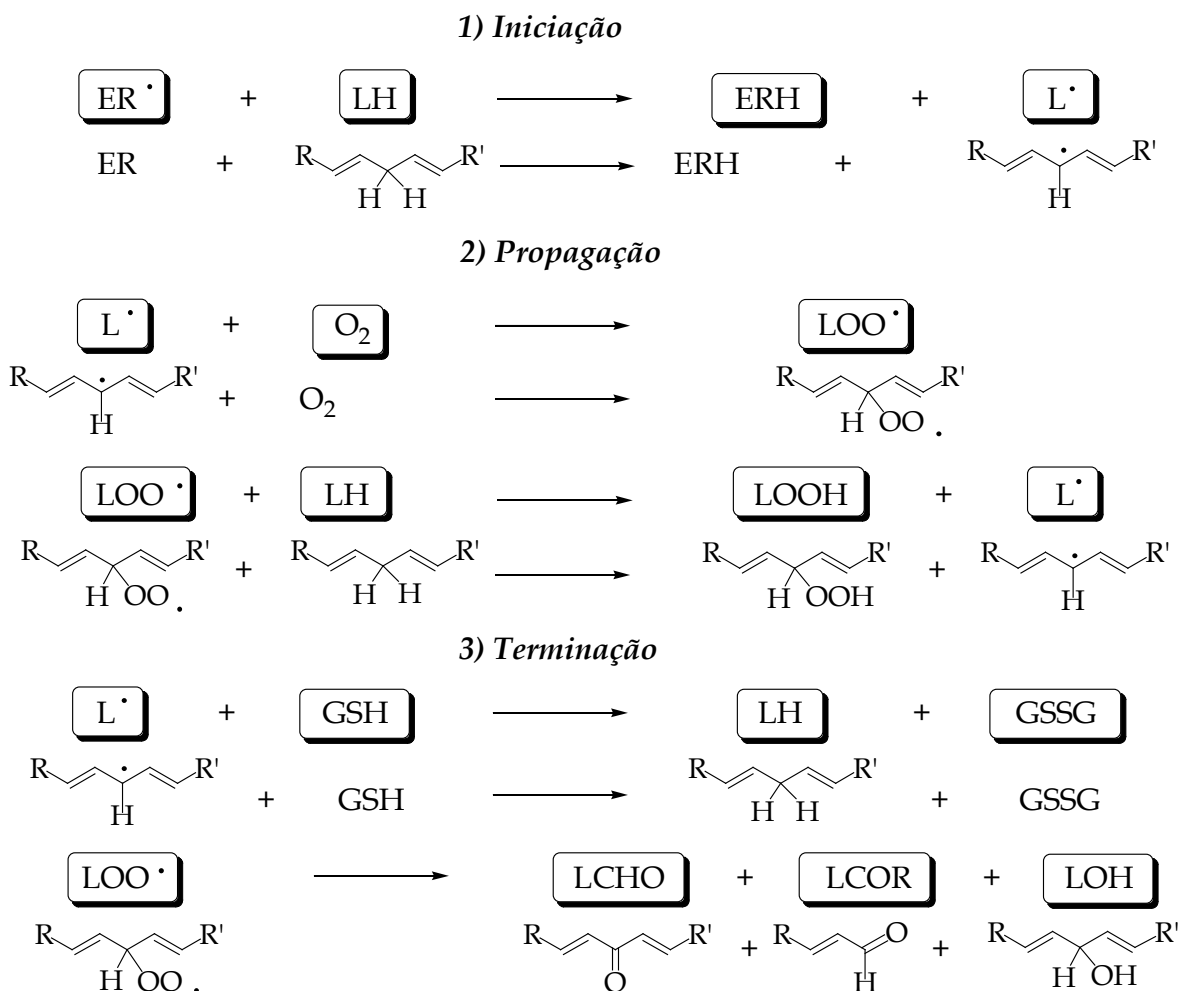 1) Iniciação
ER • + LH ERH + L •
ER + R R' ERH + R • R'
H H H
2) Propagação
L • + O2 LOO •
R • R' + O2 R R'
H H OO •
LOO • + LH LOOH + L •
R R' + R R' R R' + R • R'
H OO • H H H OOH H
3) Terminação
L • + GSH LH + GSSG
R • R' + GSH R R' + GSSG
H H H
LOO • LCHO + LCOR + LOH
R R' R R' + R O + R R'
H OO • O H H OH